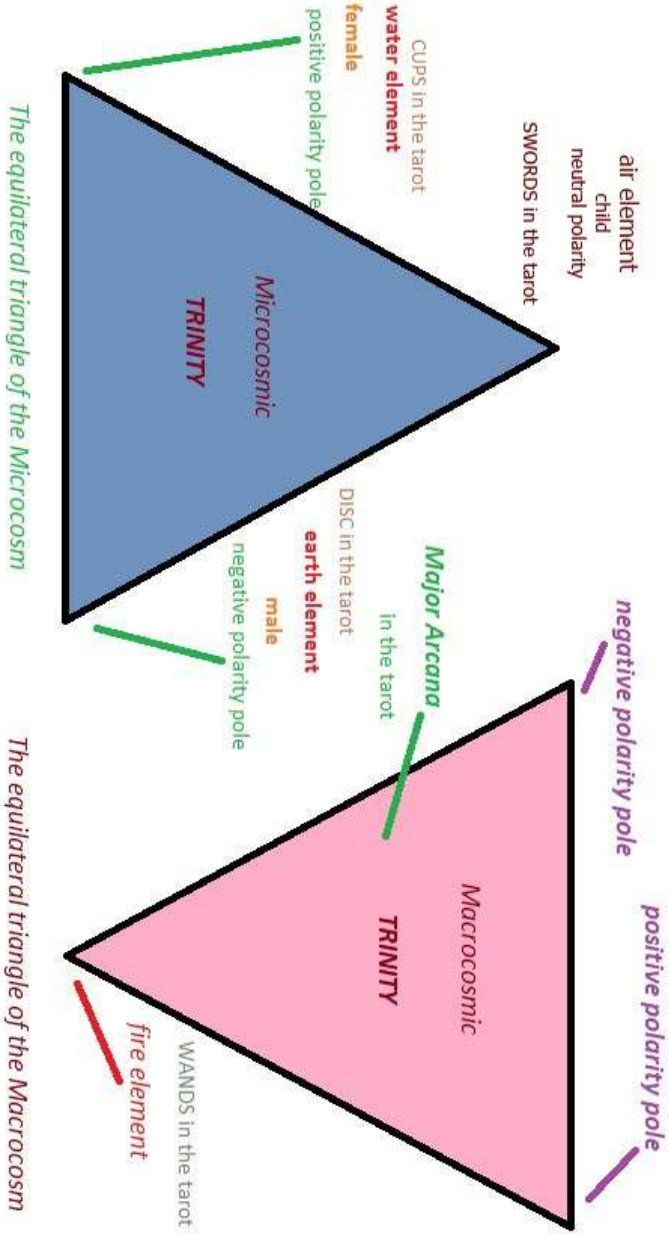 air element
child
neutral polarity
SWORDS in the tarot
CUPS in the tarot
water element
female
positive polarity pole
Microcosmic
TRINITY
DISC in the tarot
earth element
male
negative polarity pole
The equilateral triangle of the Microcosm
negative polarity pole
positive polarity pole
Major Arcana
in the tarot
Macrocosmic
TRINITY
WANDS in the tarot
fire element
The equilateral triangle of the Macrocosm